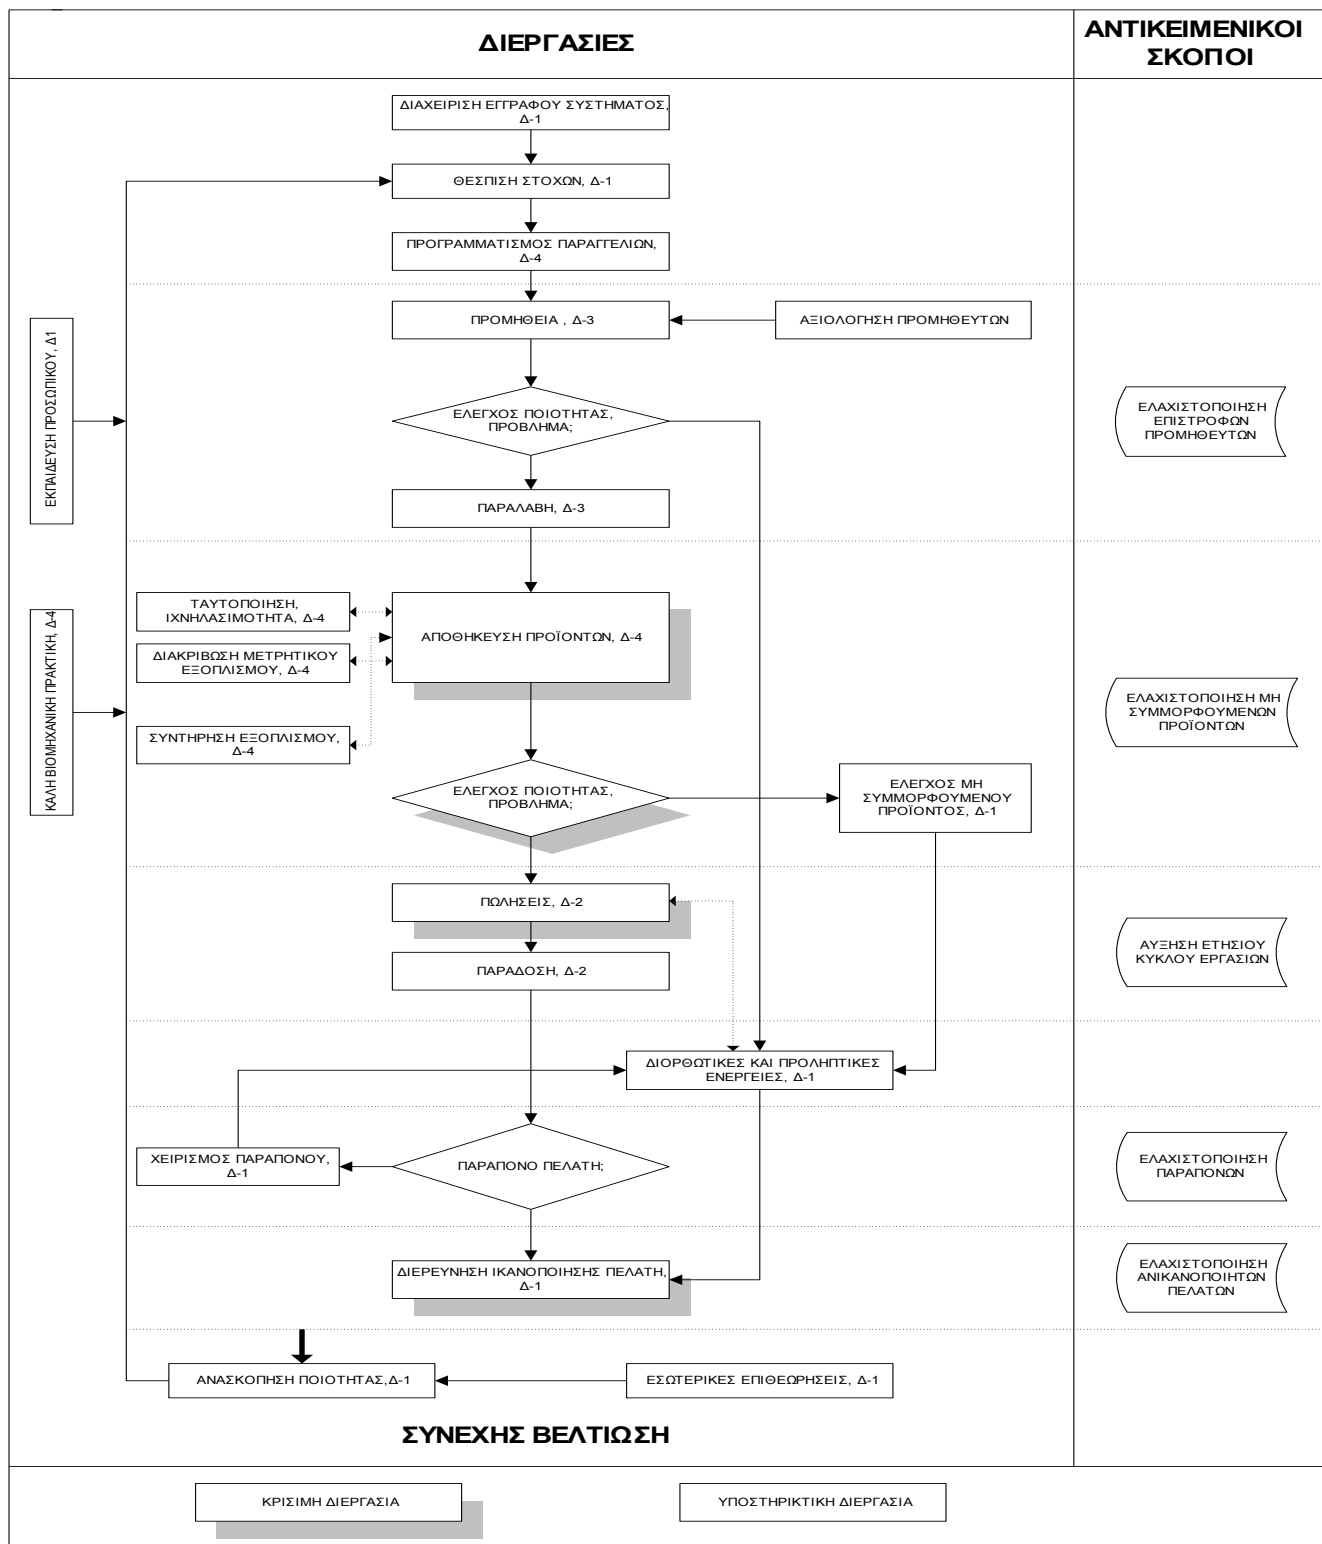 ΔΙΕΡΓΑΣΙΕΣ
ΑΝΤΙΚΕΙΜΕΝΙΚΟΙ
ΣΚΟΠΟΙ
ΔΙΑΧΕΙΡΙΣΗ ΕΓΓΡΑΦΟΥ ΣΥΣΤΗΜΑΤΟΣ,
Δ-1
ΘΕΣΠΙΣΗ ΣΤΟΧΩΝ, Δ-1
ΠΡΟΓΡΑΜΜΑΤΙΣΜΟΣ ΠΑΡΑΓΓΕΛΙΩΝ,
Δ-4
ΠΡΟΜΗΘΕΙΑ , Δ-3
ΑΞΙΟΛΟΓΗΣΗ ΠΡΟΜΗΘΕΥΤΩΝ
ΕΚΠΑΙΔΕΥΣΗ ΠΡΟΣΩΠΙΚΟΥ, Δ1
ΕΛΕΓΧΟΣ ΠΟΙΟΤΗΤΑΣ,
ΠΡΟΒΛΗΜΑ;
ΕΛΑΧΙΣΤΟΠΟΙΗΣΗ
ΕΠΙΣΤΡΟΦΩΝ
ΠΡΟΜΗΘΕΥΤΩΝ
ΠΑΡΑΛΑΒΗ, Δ-3
ΤΑΥΤΟΠΟΙΗΣΗ,
ΙΧΝΗΛΑΣΙΜΟΤΗΤΑ, Δ-4
ΑΠΟΘΗΚΕΥΣΗ ΠΡΟΪΟΝΤΩΝ, Δ-4
ΔΙΑΚΡΙΒΩΣΗ ΜΕΤΡΗΤΙΚΟΥ
ΕΞΟΠΛΙΣΜΟΥ, Δ-4
ΚΑΛΗ ΒΙΟΜΗΧΑΝΙΚΗ ΠΡΑΚΤΙΚΗ, Δ-4
ΣΥΝΤΗΡΗΣΗ ΕΞΟΠΛΙΣΜΟΥ,
Δ-4
ΕΛΑΧΙΣΤΟΠΟΙΗΣΗ ΜΗ
ΣΥΜΜΟΡΦΟΥΜΕΝΩΝ
ΠΡΟΪΟΝΤΩΝ
ΕΛΕΓΧΟΣ ΠΟΙΟΤΗΤΑΣ,
ΠΡΟΒΛΗΜΑ;
ΕΛΕΓΧΟΣ ΜΗ
ΣΥΜΜΟΡΦΟΥΜΕΝΟΥ
ΠΡΟΪΟΝΤΟΣ, Δ-1
ΠΩΛΗΣΕΙΣ, Δ-2
ΠΑΡΑΔΟΣΗ, Δ-2
ΑΥΞΗΣΗ ΕΤΗΣΙΟΥ
ΚΥΚΛΟΥ ΕΡΓΑΣΙΩΝ
ΔΙΟΡΘΩΤΙΚΕΣ ΚΑΙ ΠΡΟΛΗΠΤΙΚΕΣ
ΕΝΕΡΓΕΙΕΣ, Δ-1
ΧΕΙΡΙΣΜΟΣ ΠΑΡΑΠΟΝΟΥ,
Δ-1
ΠΑΡΑΠΟΝΟ ΠΕΛΑΤΗ;
ΕΛΑΧΙΣΤΟΠΟΙΗΣΗ
ΠΑΡΑΠΟΝΩΝ
ΔΙΕΡΕΥΝΗΣΗ ΙΚΑΝΟΠΟΙΗΣΗΣ ΠΕΛΑΤΗ,
Δ-1
ΕΛΑΧΙΣΤΟΠΟΙΗΣΗ
ΑΝΙΚΑΝΟΠΟΙΗΤΩΝ
ΠΕΛΑΤΩΝ
ΑΝΑΣΚΟΠΗΣΗ ΠΟΙΟΤΗΤΑΣ,Δ-1
ΕΣΩΤΕΡΙΚΕΣ ΕΠΙΘΕΩΡΗΣΕΙΣ, Δ-1
ΣΥΝΕΧΗΣ ΒΕΛΤΙΩΣΗ
ΚΡΙΣΙΜΗ ΔΙΕΡΓΑΣΙΑ
ΥΠΟΣΤΗΡΙΚΤΙΚΗ ΔΙΕΡΓΑΣΙΑ